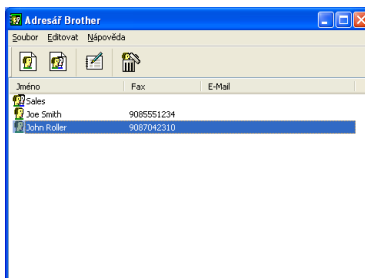 Adresář Brother
Soubor Editovat Nápověda
Jméno Fax E-Mail
Sales
Joe Smith 9085551234
John Roller 9087042310